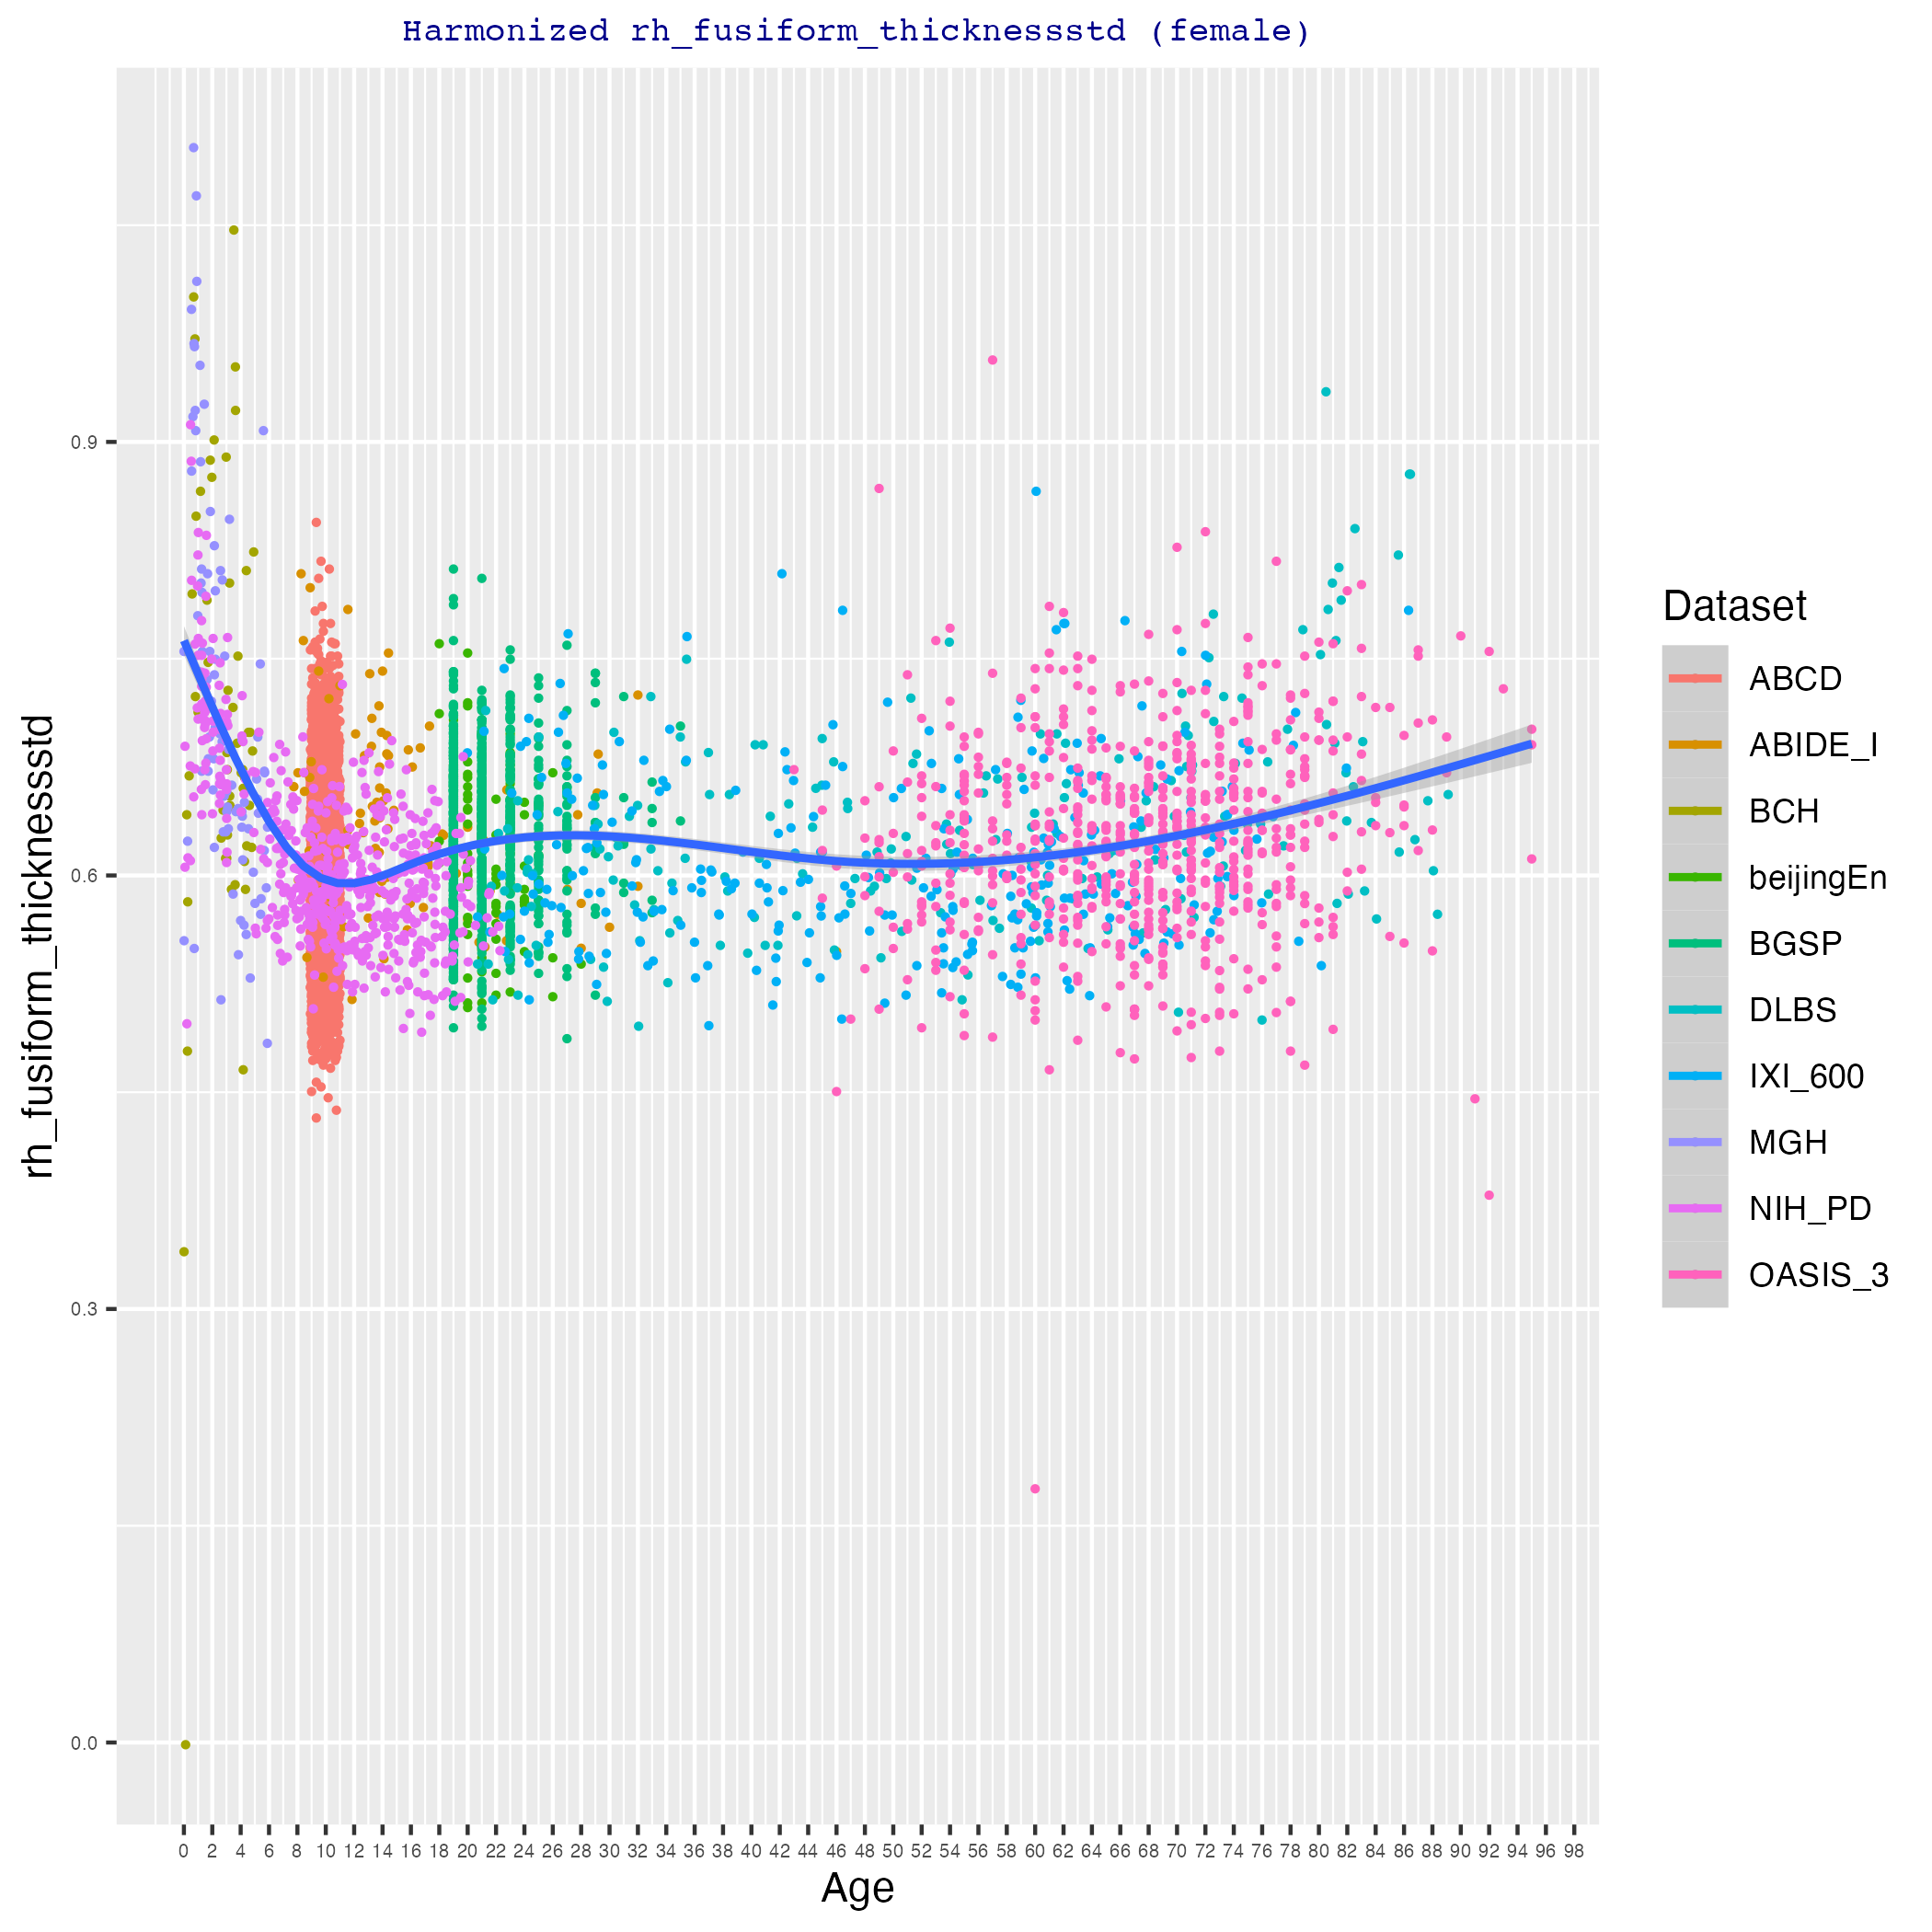 Harmonized rh_fusiform_thicknessstd (female)
rh_fusiform_thicknessstd
0.9
0.6
0.3
0.0
0 2 4 6 8 10 12 14 16 18 20 22 24 26 28 30 32 34 36 38 40 42 44 46 48 50 52 54 56 58 60 62 64 66 68 70 72 74 76 78 80 82 84 86 88 90 92 94 96 98
Age
Dataset
ABCD
ABIDE_I
BCH
beijingEn
BGSP
DLBS
IXI_600
MGH
NIH_PD
OASIS_3